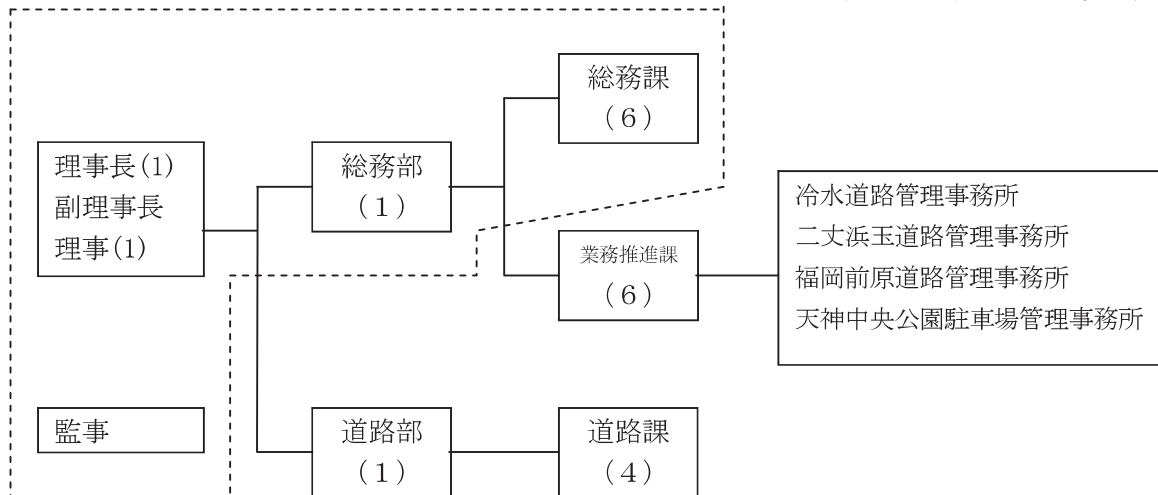 総務課
（６）
理事長(1)
副理事長
理事(1)
総務部
（１）
冷水道路管理事務所
二丈浜玉道路管理事務所
福岡前原道路管理事務所
天神中央公園駐車場管理事務所
業務推進課
（６）
監事
道路部
（１）
道路課
（４）